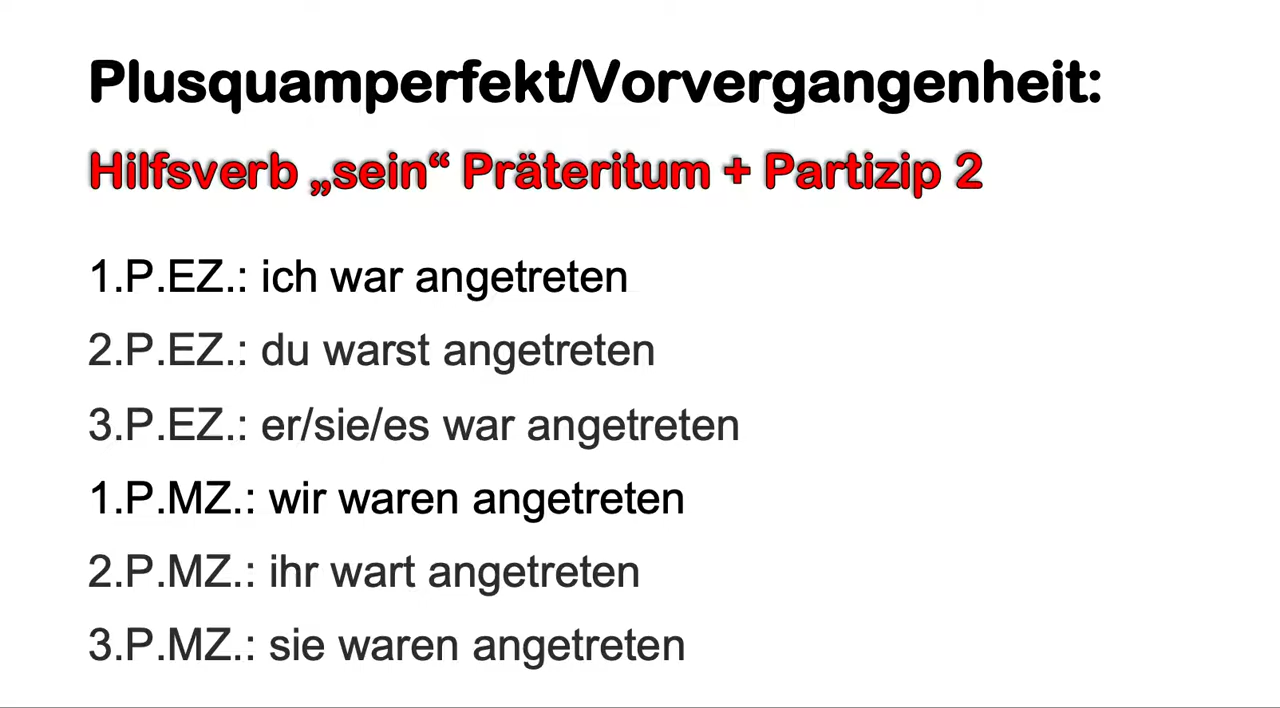 Plusquamperfekt/Vorvergangenheit:
Hilfsverb „sein“ Präteritum + Partizip 2
1.P.EZ.: ich war angetreten
2.P.EZ.: du warst angetreten
3.P.EZ.: er/sie/es war angetreten
1.P.MZ.: wir waren angetreten
2.P.MZ.: ihr wart angetreten
3.P.MZ.: sie waren angetreten